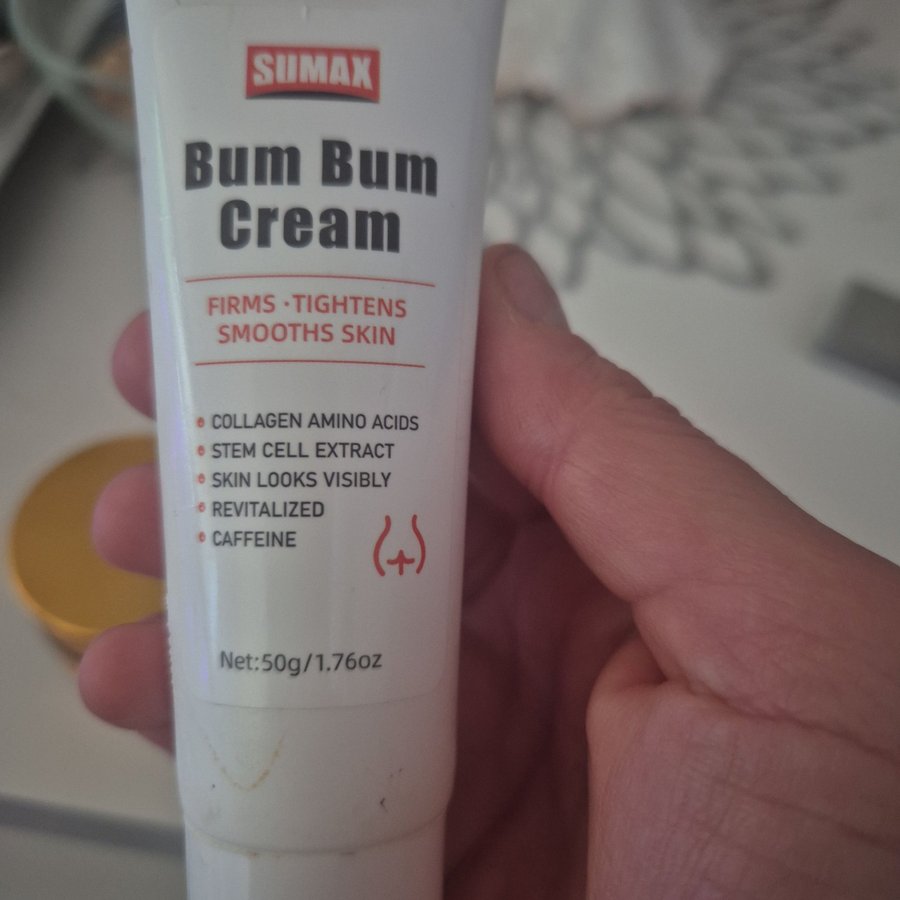 SUMAX
Bum Bum
Cream
FIRMS ·TIGHTENS
SMOOTHS SKIN
• COLLAGEN AMINO ACIDS
• STEM CELL EXTRACT
• SKIN LOOKS VISIBLY
• REVITALIZED
• CAFFEINE
Net:50g/1.76oz